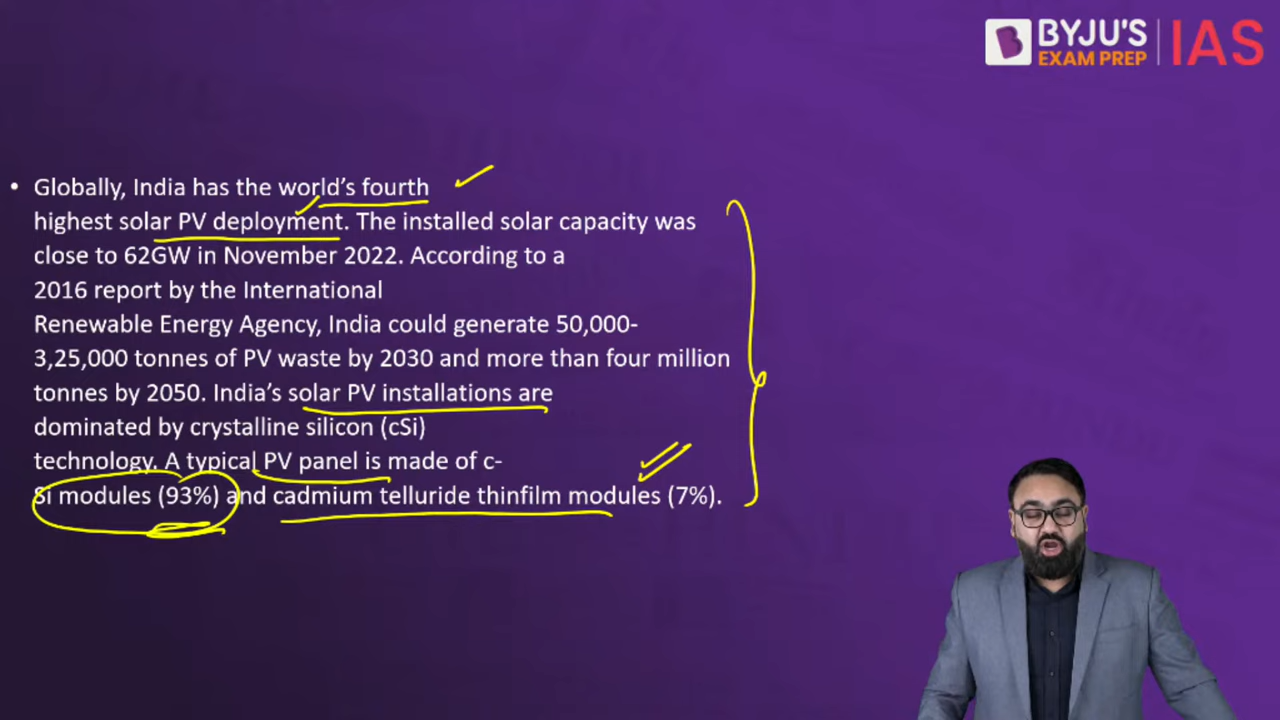 BYJU'S
EXAM PREP
IAS
• Globally, India has the world's fourth
highest solar PV deployment. The installed solar capacity was
close to 62GW in November 2022. According to a
2016 report by the International
Renewable Energy Agency, India could generate 50,000-
3,25,000 tonnes of PV waste by 2030 and more than four million
tonnes by 2050. India's solar PV installations are
dominated by crystalline silicon (cSi)
technology. A typical PV panel is made of c-
Si modules (93%) and cadmium telluride thinfilm modules (7%).